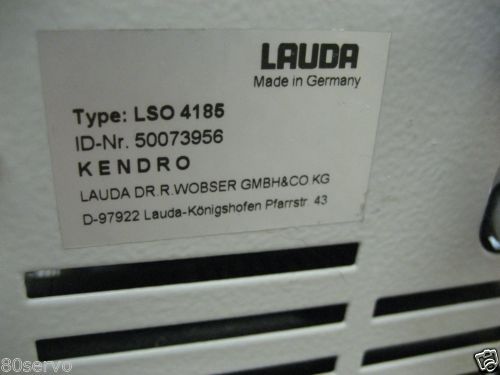 LAUDA
Made in Germany
Type: LSO 4185
ID-Nr. 50073956
KENDRO
LAUDA DR R.WOBSER GMBH&CO KG
D-97922 Lauda-Königshofen Pfarrstr 43
80servo